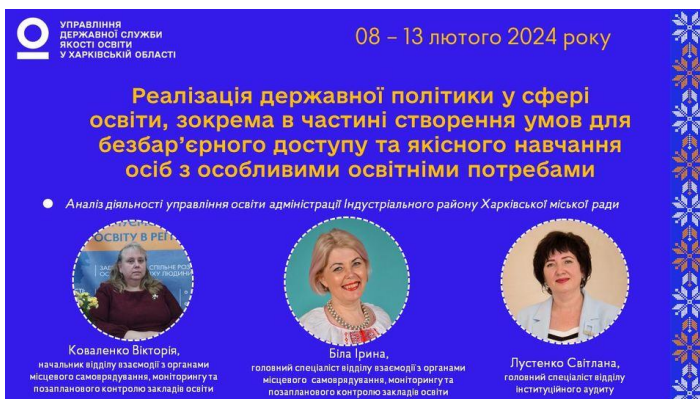 УПРАВЛІННЯ
ДЕРЖАВНОЇ СЛУЖБИ
ЯКОСТІ ОСВІТИ
У ХАРКІВСЬКІЙ ОБЛАСТІ
08 – 13 лютого 2024 року
Реалізація державної політики у сфері
освіти, зокрема в частині створення умов для
безбар’єрного доступу та якісного навчання
осіб з особливими освітніми потребами
Аналіз діяльності управління освіти адміністрації Індустріального району Харківської міської ради
ОСВІТУ В РЕГ
Коваленко Вікторія,
начальник відділу взаємодії з органами
місцевого самоврядування, моніторингу та
позапланового контролю закладів освіти
Біла Ірина,
головний спеціаліст відділу взаємодії з органами
місцевого самоврядування, моніторингу та
позапланового контролю закладів освіти
Лустенко Світлана,
головний спеціаліст відділу
інституційного аудиту